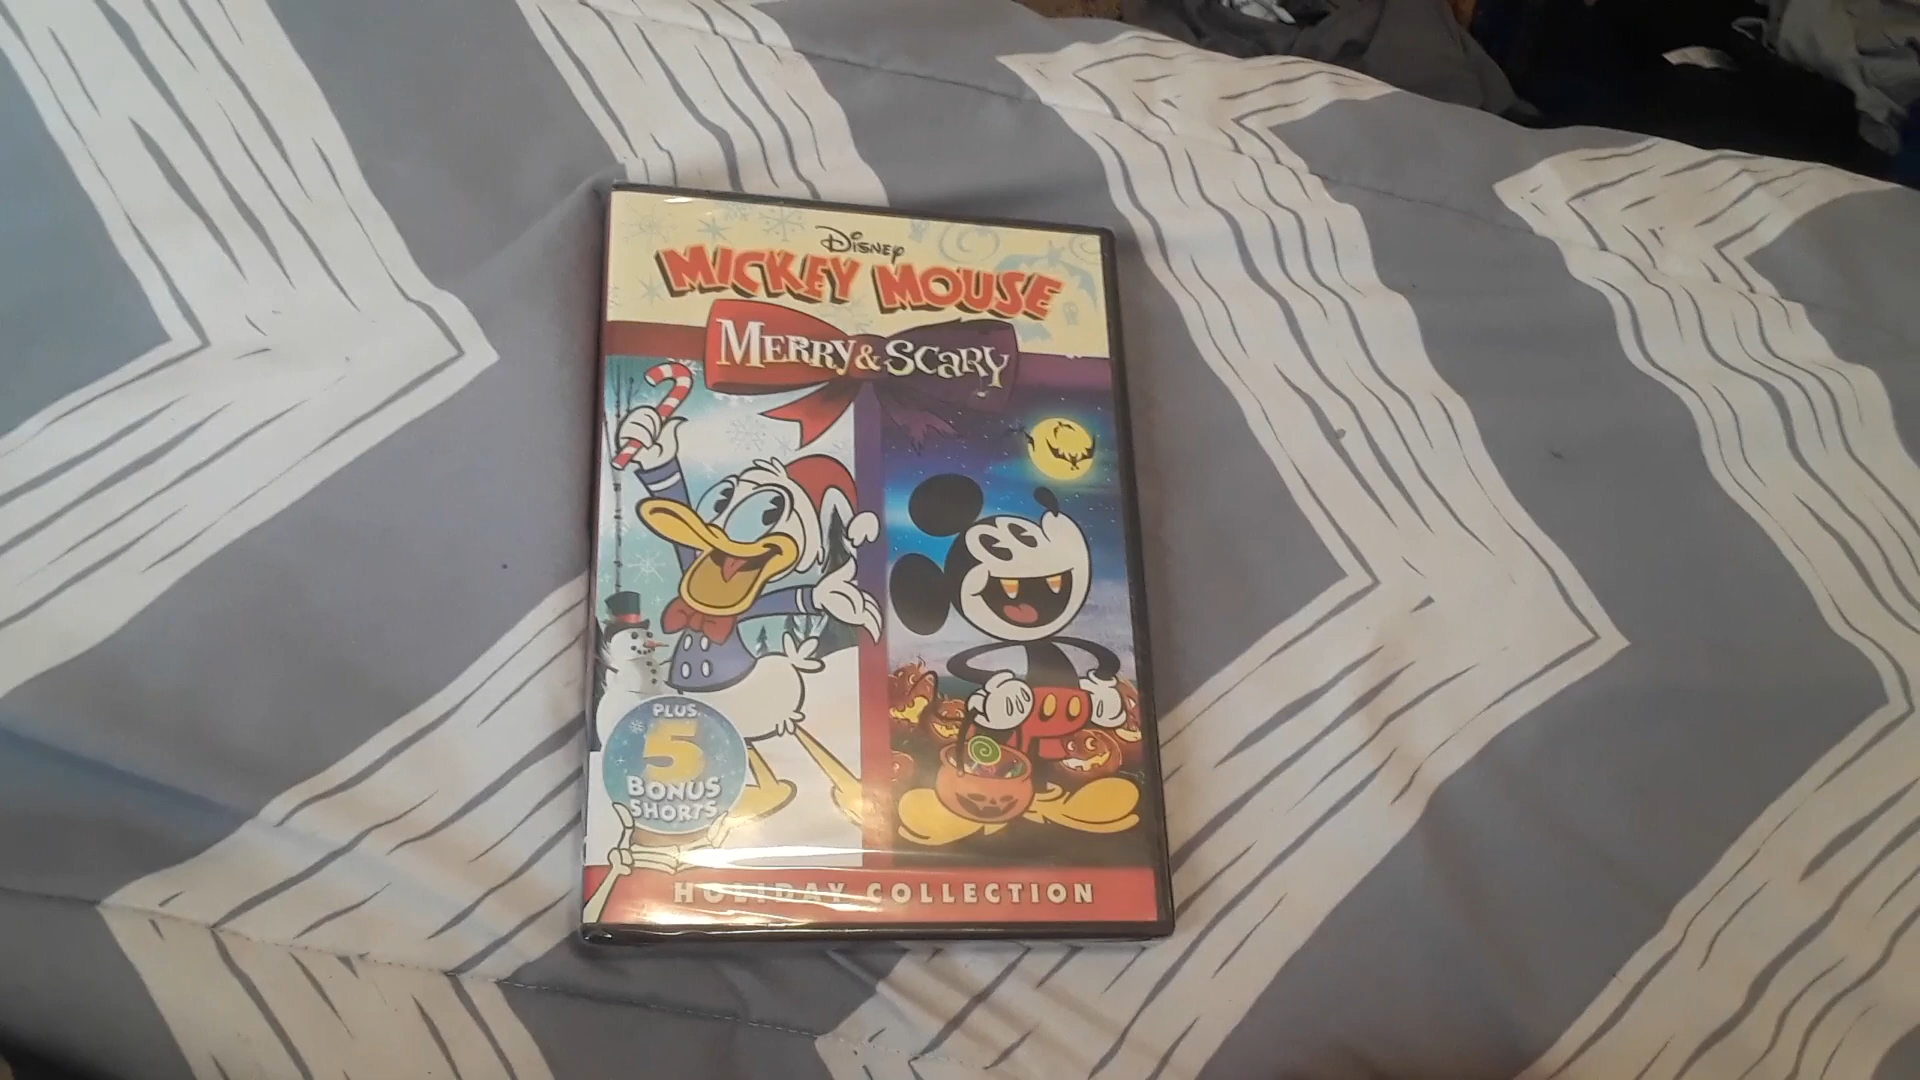 Disney
MICKEY MOUSE
MERRY & SCARY
PLUS
5
BONUS
SHORTS
HOLIDAY COLLECTION